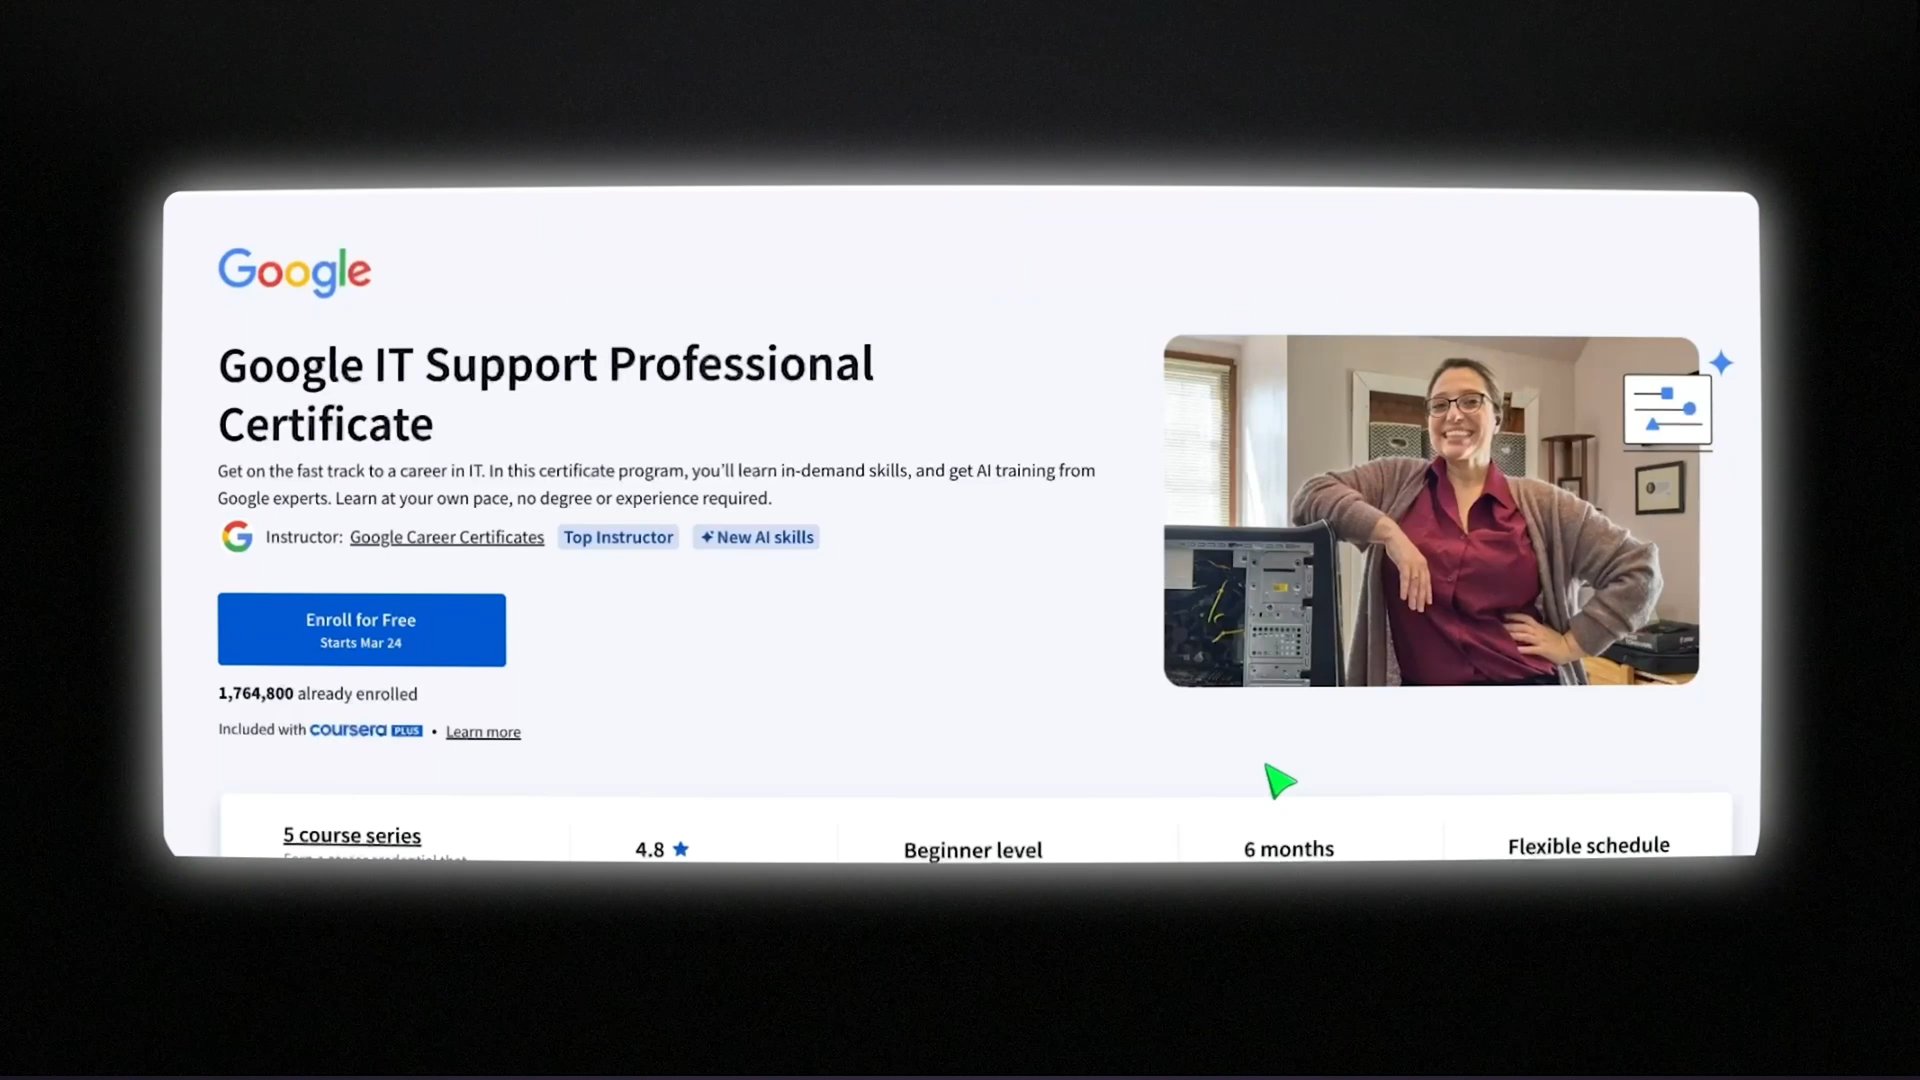 Google
Google IT Support Professional
Certificate
Get on the fast track to a career in IT. In this certificate program, you'll learn in-demand skills, and get AI training from
Google experts. Learn at your own pace, no degree or experience required.
Instructor: Google Career Certificates Top Instructor New AI skills
Enroll for Free
Starts Mar 24
1,764,800 already enrolled
Included with coursera PLUS • Learn more
5 course series
4.8 ★
Beginner level
6 months
Flexible schedule